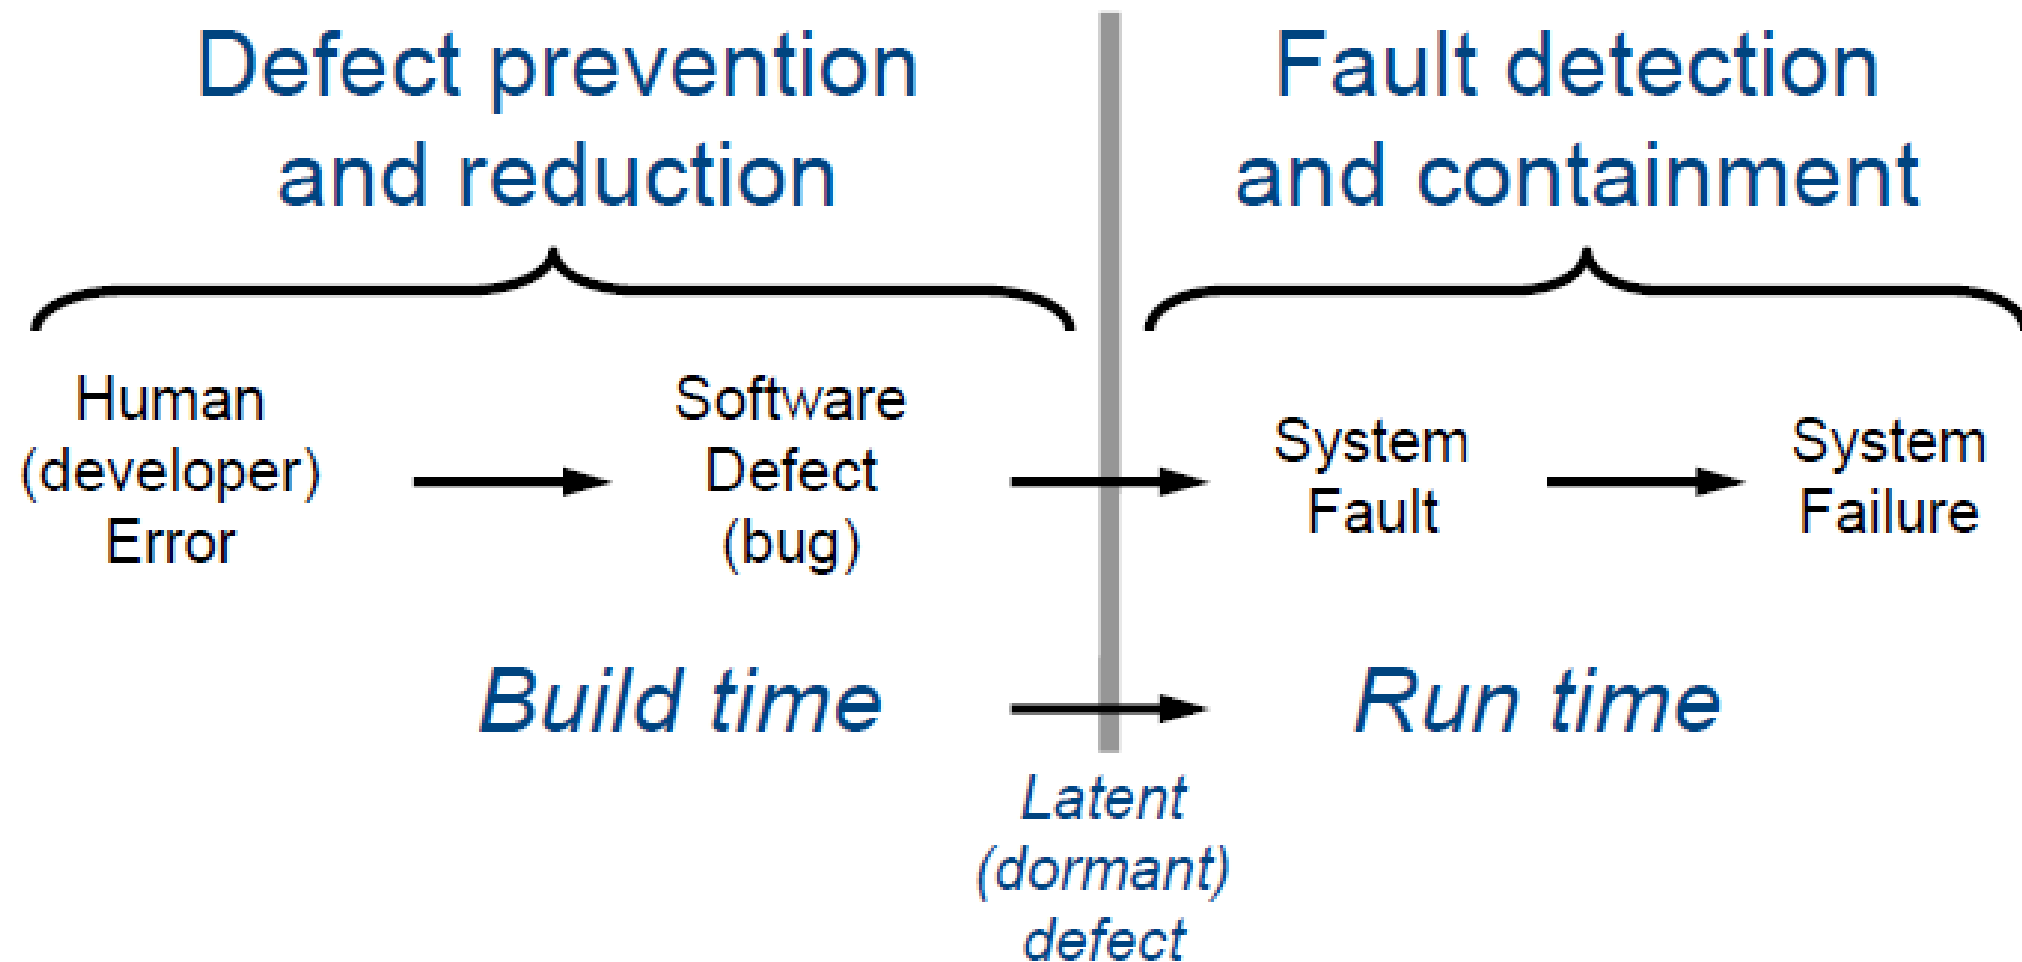 Defect prevention
and reduction
Fault detection
and containment
Human
(developer)
Error
Software
Defect
(bug)
System
Fault
System
Failure
Build time
Run time
Latent
(dormant)
defect